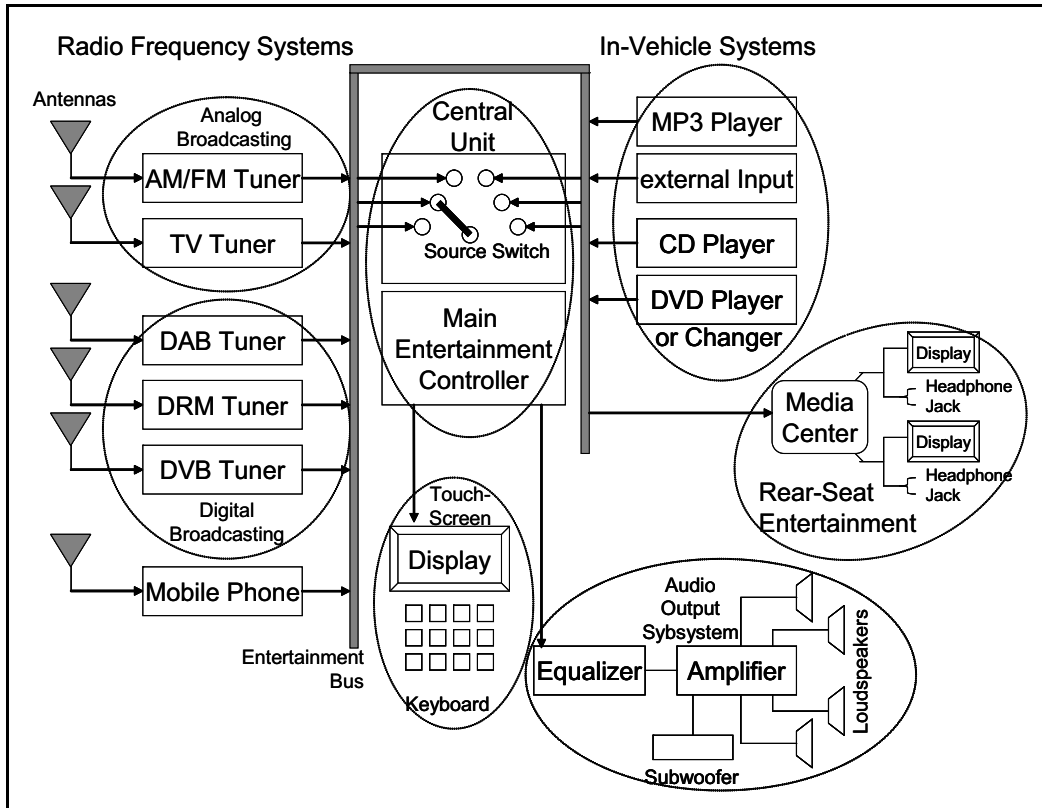 Radio Frequency Systems
In-Vehicle Systems
Antennas
Analog
Broadcasting
AM/FM Tuner
TV Tuner
DAB Tuner
DRM Tuner
DVB Tuner
Digital
Broadcasting
Mobile Phone
Entertainment
Bus
Central
Unit
Source Switch
Main
Entertainment
Controller
MP3 Player
external Input
CD Player
DVD Player
or Changer
Media
Center
Display
Headphone
Jack
Display
Headphone
Jack
Rear-Seat
Entertainment
Touch-
Screen
Display
Keyboard
Audio
Output
Sybsystem
Equalizer
Amplifier
Loudspeakers
Subwoofer